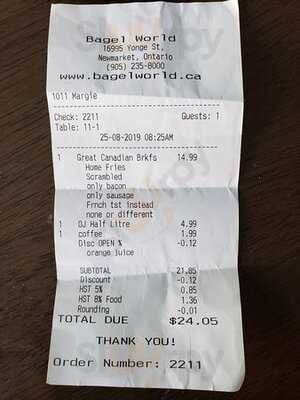 Bagel World
16995 Yonge St,
Newmarket, Ontario
(905) 235-8000
www.bagelworld.ca
1011 Margie
Check: 2211 Guests: 1
Table: 11-1
25-08-2019 08:25AM
1 Great Canadian Brkfs 14.99
Home Fries
Scrambled
only bacon
only sausage
Frnch tst instead
none or different
1 OJ Half Litre 4.99
1 coffee 1.99
Disc OPEN % -0.12
orange juice
SUBTOTAL 21.85
Discount -0.12
HST 5% 0.85
HST 8% Food 1.36
Rounding -0.01
TOTAL DUE $24.05
THANK YOU!
Order Number: 2211